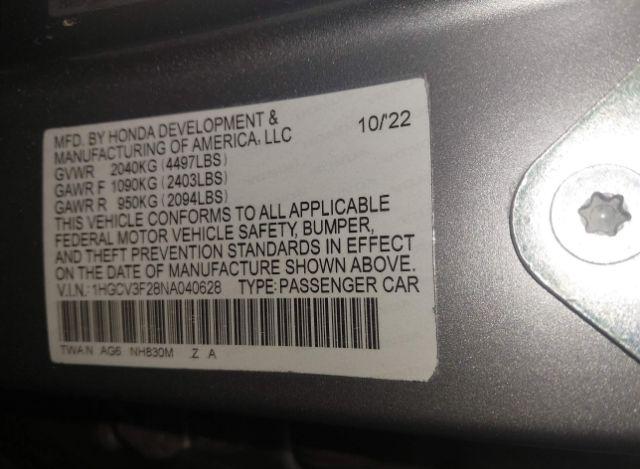 MFD. BY HONDA DEVELOPMENT &
MANUFACTURING OF AMERICA, LLC 10/'22
GVWR 2040KG (4497LBS)
GAWR F 1090KG (2403LBS)
GAWR R 950KG (2094LBS)
THIS VEHICLE CONFORMS TO ALL APPLICABLE
FEDERAL MOTOR VEHICLE SAFETY, BUMPER,
AND THEFT PREVENTION STANDARDS IN EFFECT
ON THE DATE OF MANUFACTURE SHOWN ABOVE.
V.I.N.: 1HGCV3F28NA040628 TYPE:PASSENGER CAR
TWA N AG6 NH830M Z A